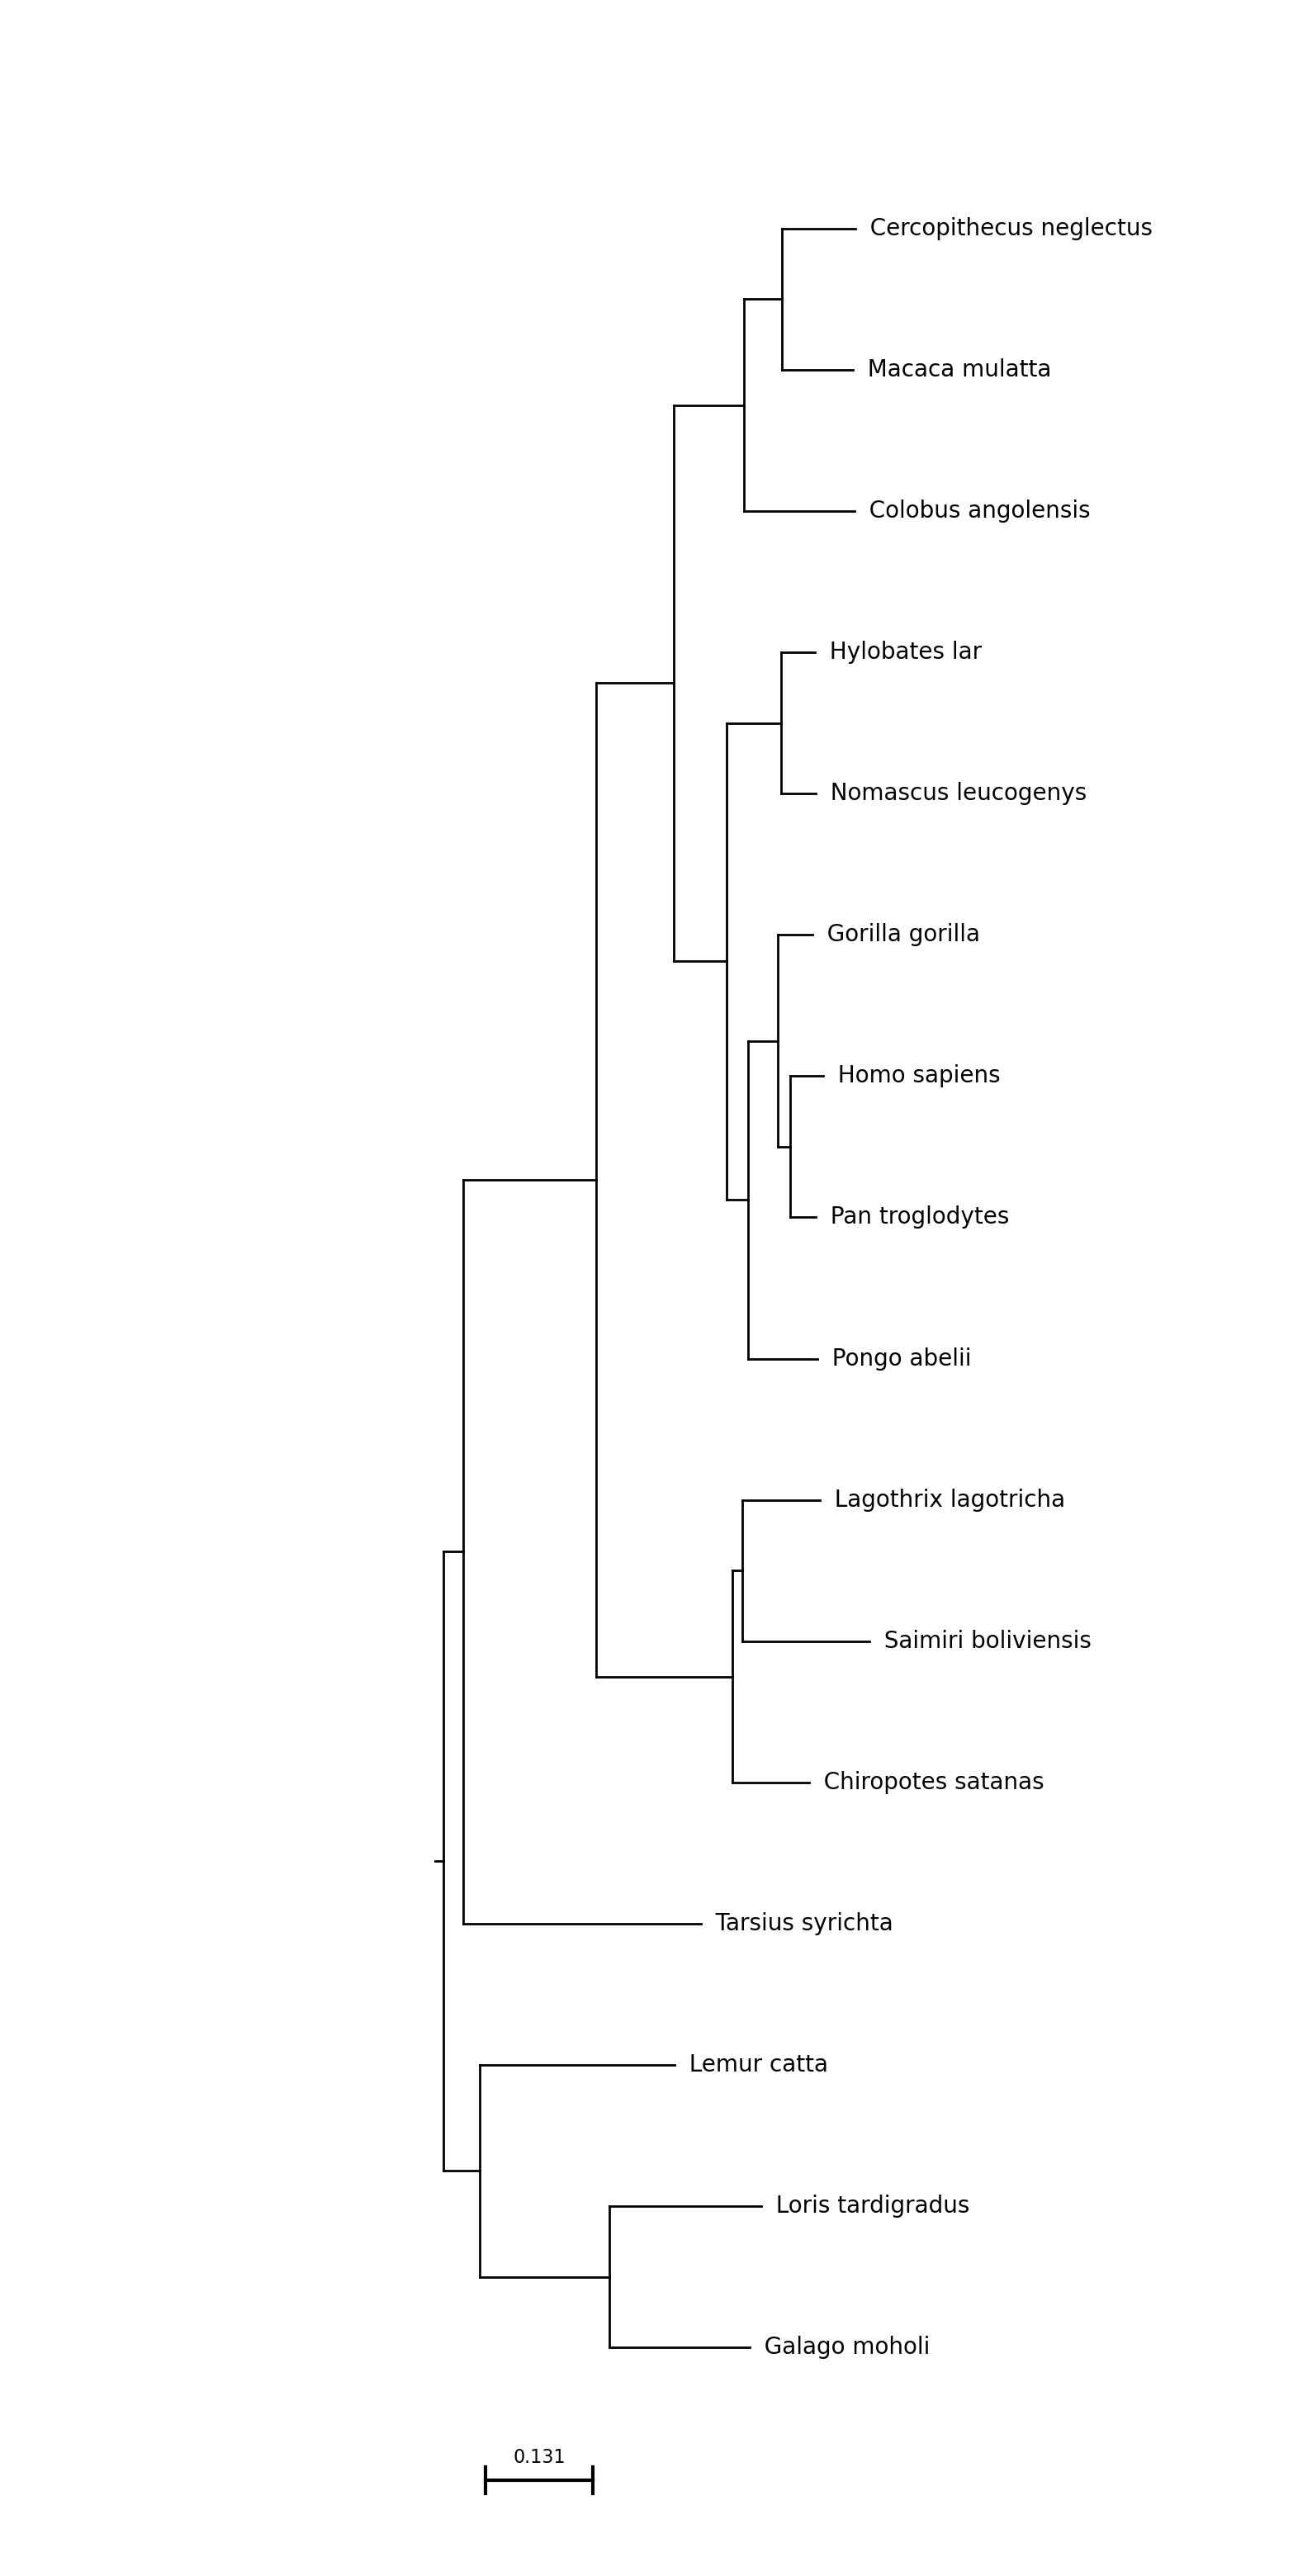 Cercopithecus neglectus
Macaca mulatta
Colobus angolensis
Hylobates lar
Nomascus leucogenys
Gorilla gorilla
Homo sapiens
Pan troglodytes
Pongo abelii
Lagothrix lagotricha
Saimiri boliviensis
Chiropotes satanas
Tarsius syrichta
Lemur catta
Loris tardigradus
Galago moholi
0.131